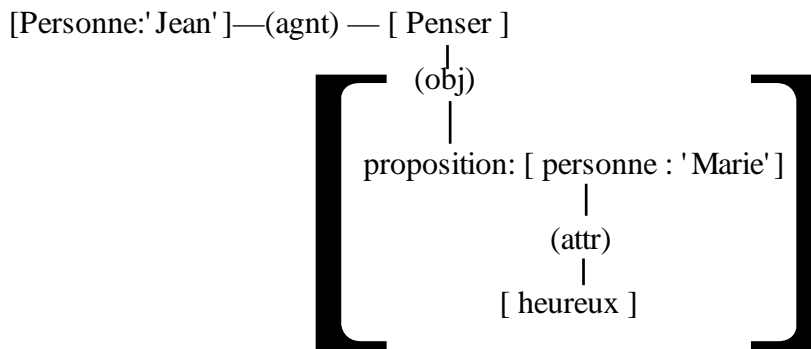 [Personne:'Jean']—(agnt) — [ Penser ]
(obj)
proposition: [ personne : 'Marie']
(attr)
[ heureux ]